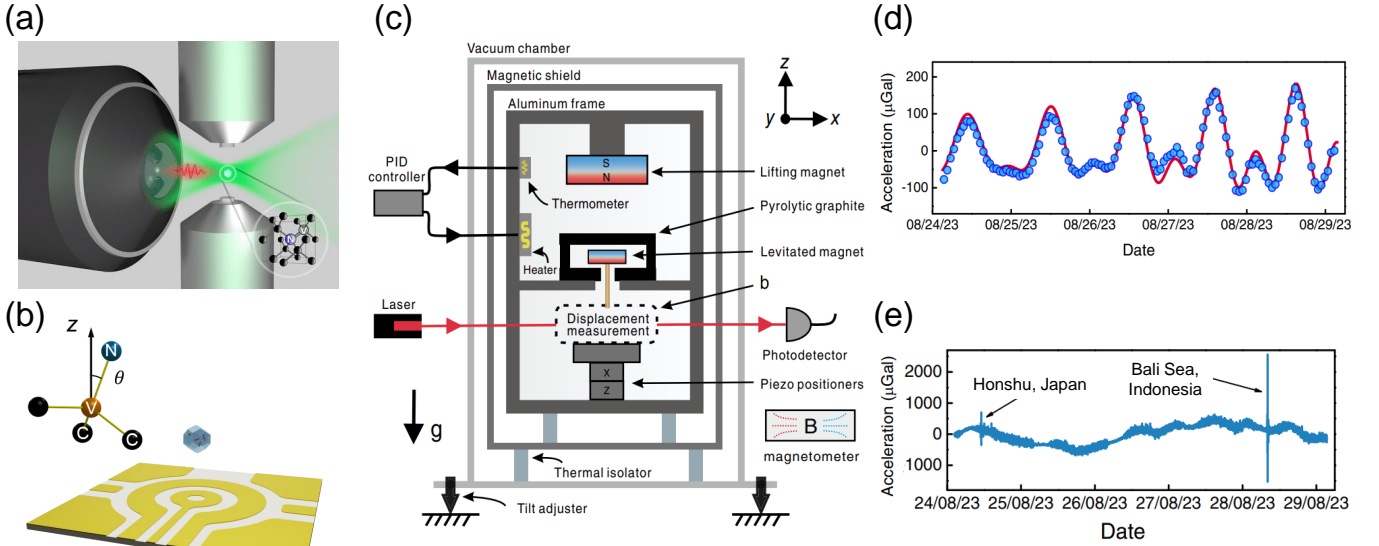 (a)
N
V
(b)
z
N
θ
V
C
C
(c)
Vacuum chamber
Magnetic shield
Aluminum frame
PID
controller
S
N
Thermometer
Heater
Lifting magnet
Pyrolytic graphite
Levitated magnet
b
Laser
Displacement
measurement
Photodetector
X
Z
Piezo positioners
g
B
magnetometer
Thermal isolator
Tilt adjuster
z
y
x
(d)
Acceleration (μGal)
200
100
0
-100
08/24/23
08/25/23
08/26/23
08/27/23
08/28/23
08/29/23
Date
(e)
Acceleration (μGal)
2000
1000
0
1000
Honshu, Japan
Bali Sea,
Indonesia
24/08/23
25/08/23
26/08/23
27/08/23
28/08/23
29/08/23
Date